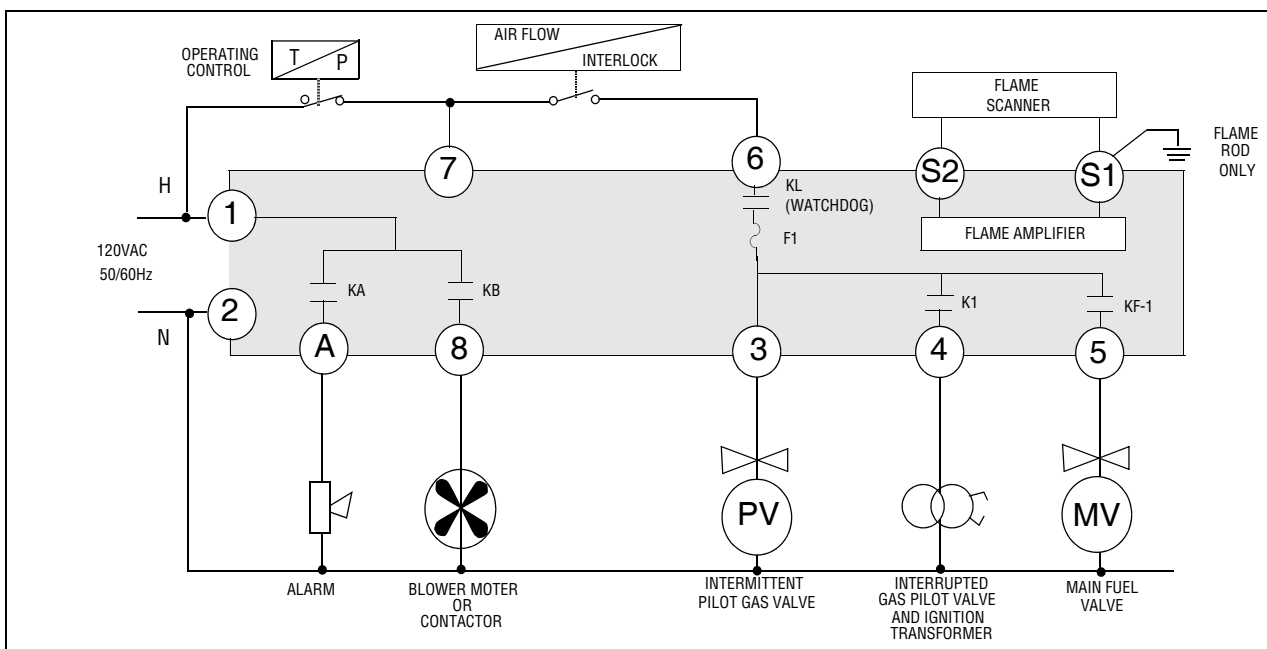 OPERATING
CONTROL
T
P
AIR FLOW
INTERLOCK
FLAME
SCANNER
FLAME
ROD
ONLY
7
6
S2
S1
H
1
KL
(WATCHDOG)
F1
FLAME AMPLIFIER
120VAC
50/60Hz
2
N
KA
KB
K1
KF-1
A
8
3
4
5
PV
MV
ALARM
BLOWER MOTER
OR
CONTACTOR
INTERMITTENT
PILOT GAS VALVE
INTERRUPTED
GAS PILOT VALVE
AND IGNITION
TRANSFORMER
MAIN FUEL
VALVE